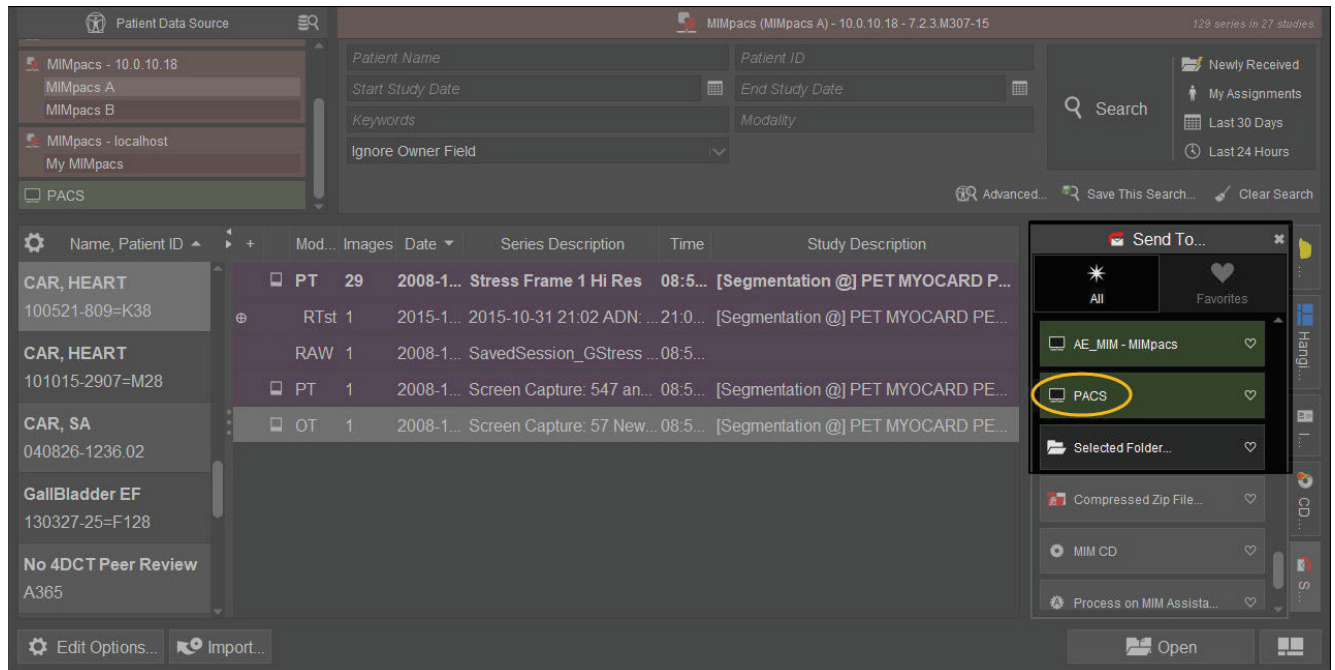 Patient Data Source
MIMpacs (MIMpacs A) - 10.0.10.18 - 7.2.3.M307-15
129 series in 27 studies.
MIMpacs - 10.0.10.18
MIMpacs A
MIMpacs B
MIMpacs - localhost
My MIMpacs
PACS
Patient Name
Patient ID
Start Study Date
End Study Date
Keywords
Modality
Ignore Owner Field
Search
Newly Received
My Assignments
Last 30 Days
Last 24 Hours
Advanced...
Save This Search...
Clear Search
Name, Patient ID
CAR, HEART
100521-809=K38
CAR, HEART
101015-2907=M28
CAR, SA
040826-1236.02
GallBladder EF
130327-25=F128
No 4DCT Peer Review
A365
+ Mod... Images Date Series Description Time Study Description
PT 29 2008-1... Stress Frame 1 Hi Res 08:5... [Segmentation @] PET MYOCARD P...
RTst 1 2015-1... 2015-10-31 21:02 ADN: ... 21:0... [Segmentation @] PET MYOCARD PE...
RAW 1 2008-1... SavedSession_GStress ... 08:5...
PT 1 2008-1... Screen Capture: 547 an... 08:5... [Segmentation @] PET MYOCARD PE...
OT 1 2008-1... Screen Capture: 57 New... 08:5... [Segmentation @] PET MYOCARD PE...
Send To...
All
Favorites
AE_MIM - MIMpacs
PACS
Selected Folder...
Compressed Zip File...
MIM CD
Process on MIM Assista...
...
Hangi...
I...
CD...
S...
Edit Options...
Import...
Open